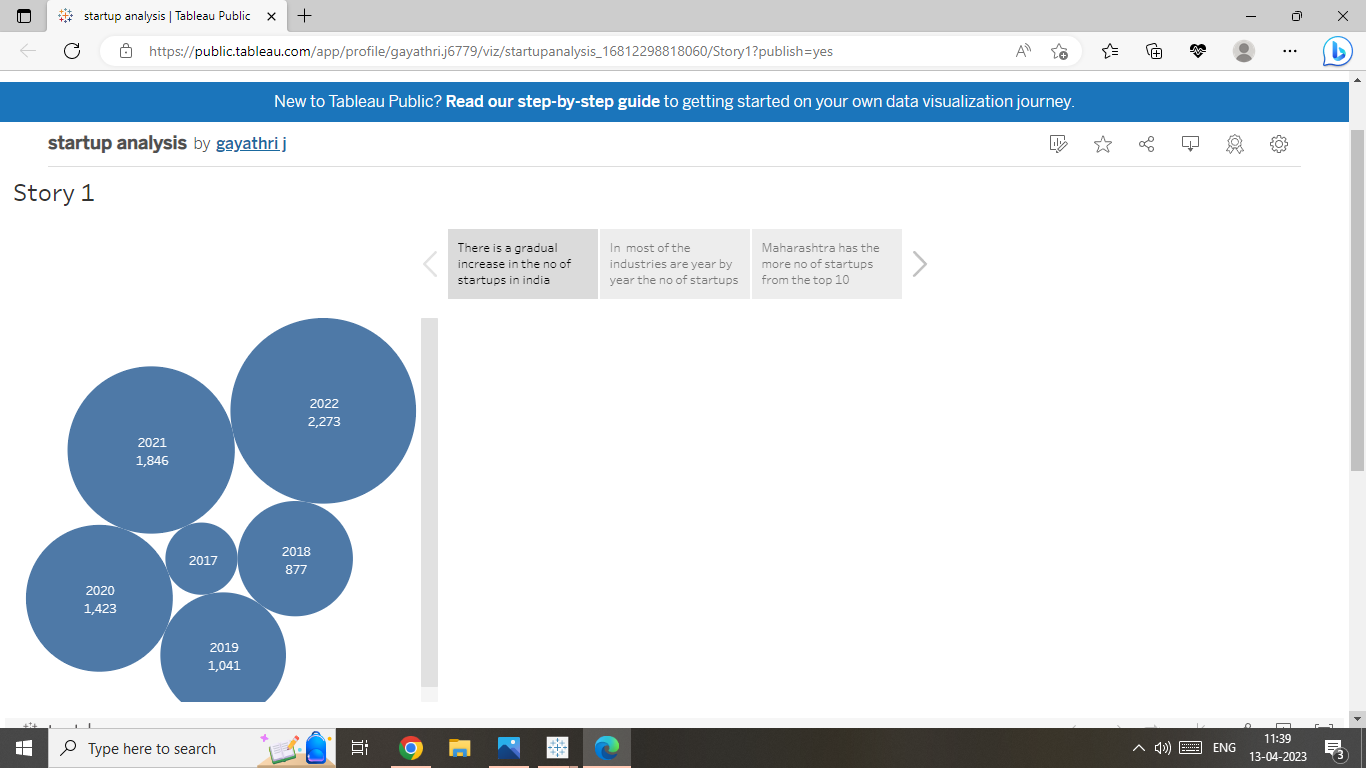 startup analysis | Tableau Public
https://public.tableau.com/app/profile/gayathri.j6779/viz/startupanalysis_16812298818060/Story1?publish=yes
New to Tableau Public? Read our step-by-step guide to getting started on your own data visualization journey.
startup analysis by gayathri j
Story 1
There is a gradual
increase in the no of
startups in india
In most of the
industries are year by
year the no of startups
Maharashtra has the
more no of startups
from the top 10
2022
2,273
2021
1,846
2018
877
2017
2020
1,423
2019
1,041
Type here to search
ENG
11:39
13-04-2023
3